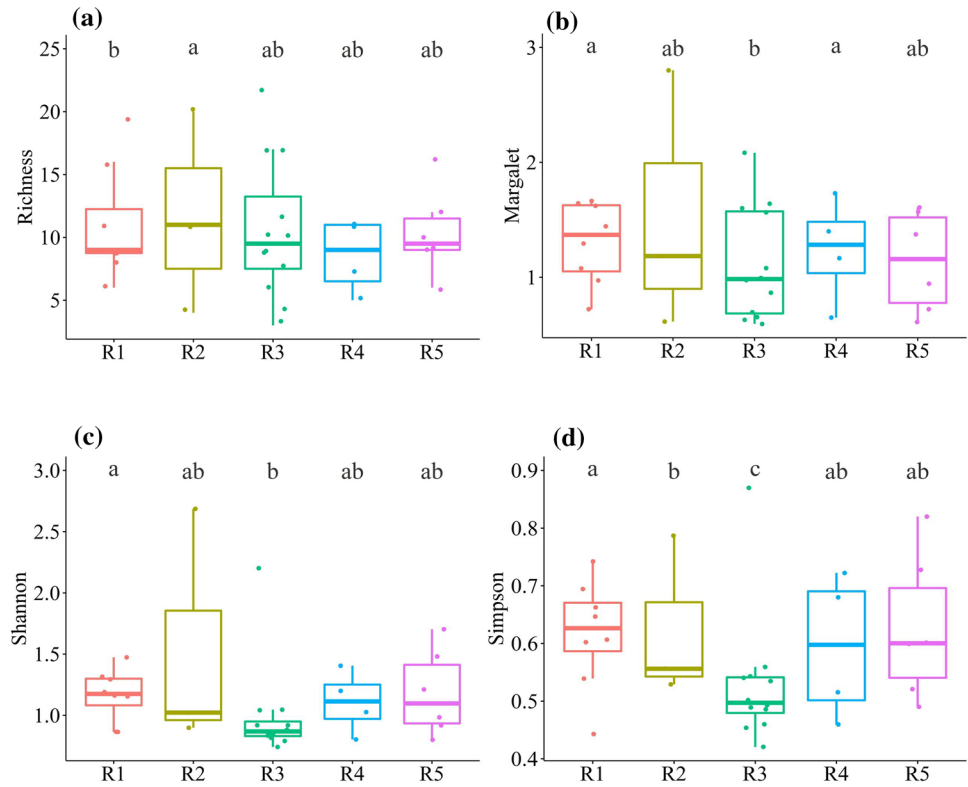 (a)
Richness
25
20
15
10
5
b a ab ab ab
R1 R2 R3 R4 R5
(b)
Margalet
3
2
1
a ab b a ab
R1 R2 R3 R4 R5
(c)
Shannon
3.0
2.5
2.0
1.5
1.0
a ab b ab ab
R1 R2 R3 R4 R5
(d)
Simpson
0.9
0.8
0.7
0.6
0.5
0.4
a b c ab ab
R1 R2 R3 R4 R5